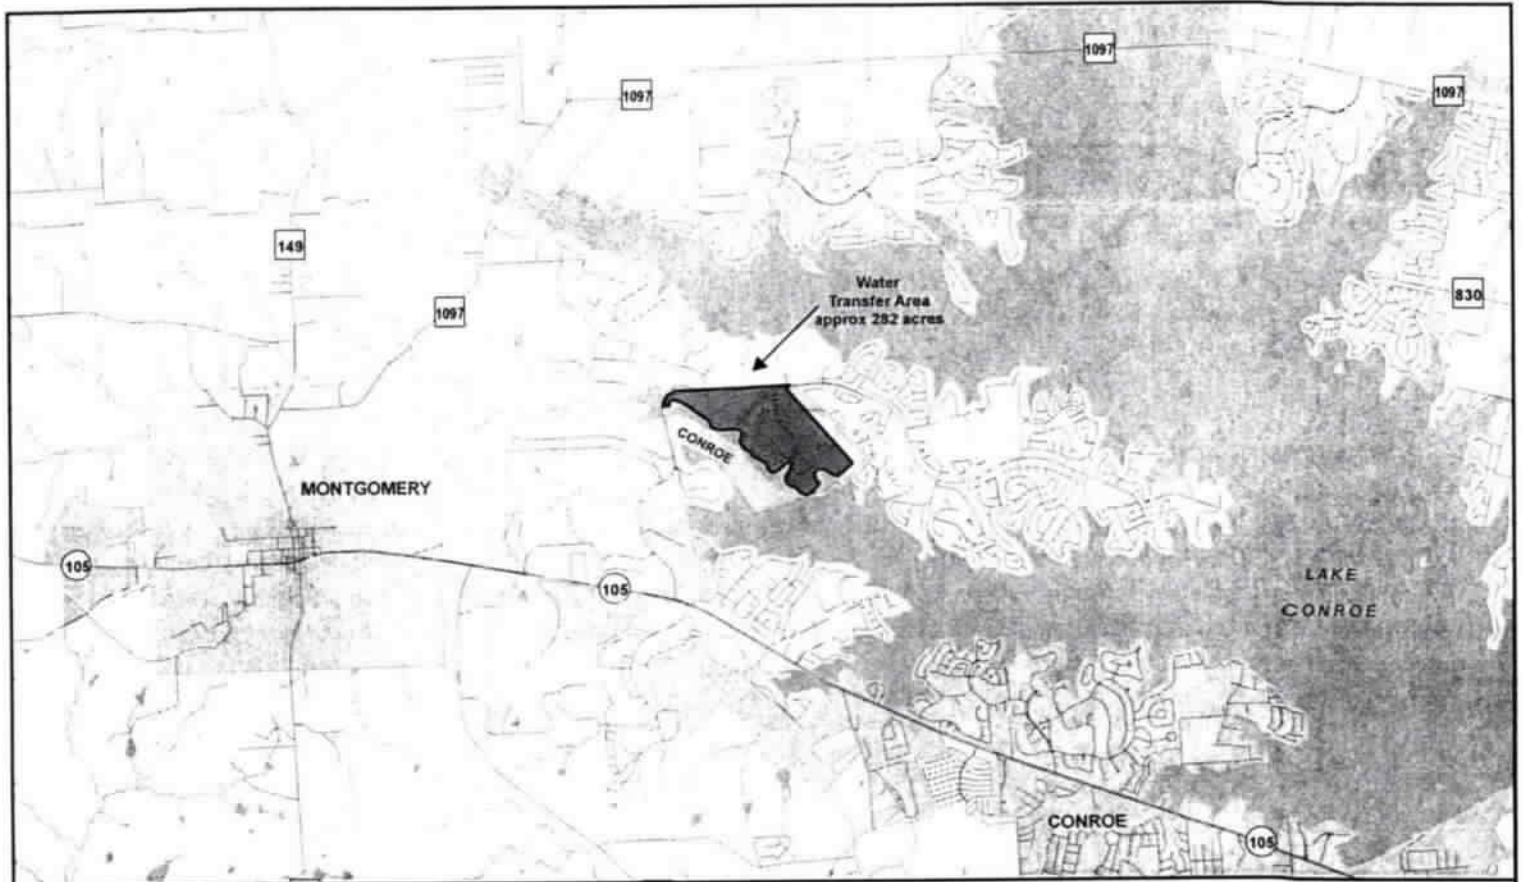 1097
1097
1097
149
Water
Transfer Area
approx 282 acres
830
1097
CONROE
MONTGOMERY
105
105
LAKE
CONROE
CONROE
105